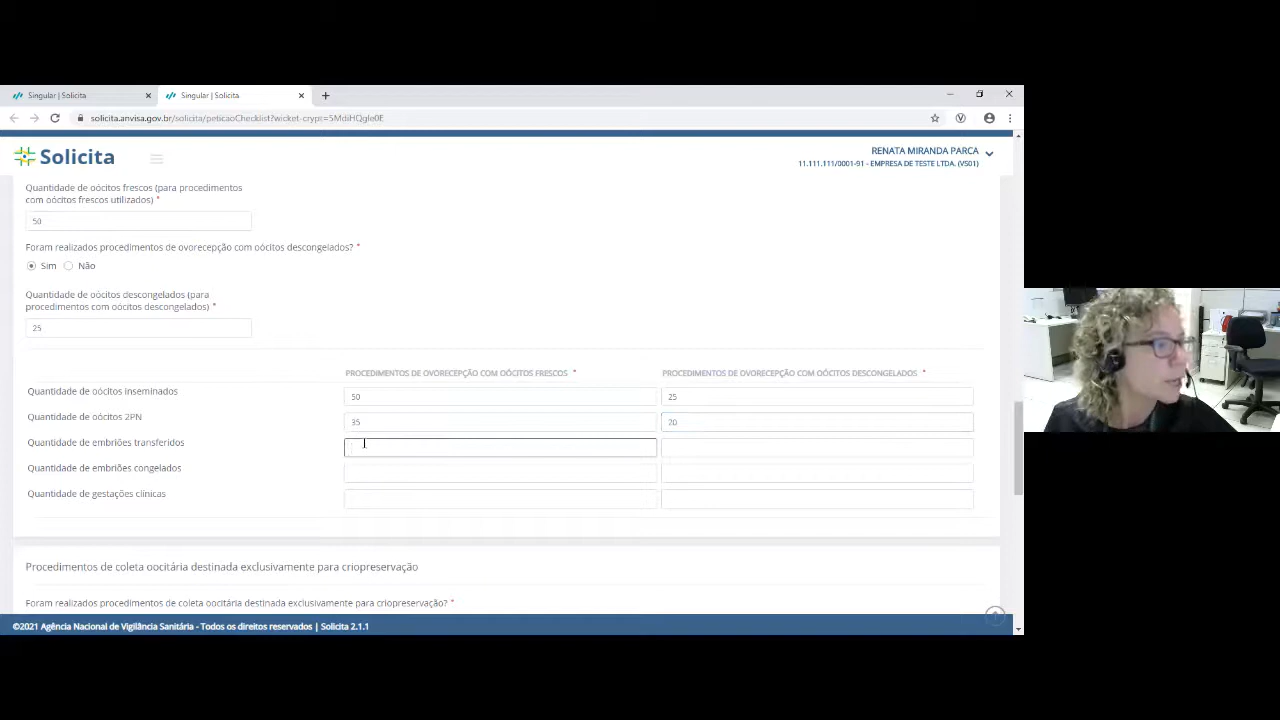 Singular | Solicita
Singular | Solicita
solicita.anvisa.gov.br/solicita/peticaoChecklist?wicket-crypt=5MdiHQgle0E
Solicita
RENATA MIRANDA PARCA
11.111.111/0001-91 - EMPRESA DE TESTE LTDA. (VS01)
Quantidade de oócitos frescos (para procedimentos
com oócitos frescos utilizados) *
50
Foram realizados procedimentos de ovorecepção com oócitos descongelados? *
Sim Não
Quantidade de oócitos descongelados (para
procedimentos com oócitos descongelados) *
25
PROCEDIMENTOS DE OVORECEPÇÃO COM OÓCITOS FRESCOS * PROCEDIMENTOS DE OVORECEPÇÃO COM OÓCITOS DESCONGELADOS *
Quantidade de oócitos inseminados 50 25
Quantidade de oócitos 2PN 35 20
Quantidade de embriões transferidos
Quantidade de embriões congelados
Quantidade de gestações clínicas
Procedimentos de coleta oocitária destinada exclusivamente para criopreservação
Foram realizados procedimentos de coleta oocitária destinada exclusivamente para criopreservação? *
©2021 Agência Nacional de Vigilância Sanitária - Todos os direitos reservados | Solicita 2.1.1